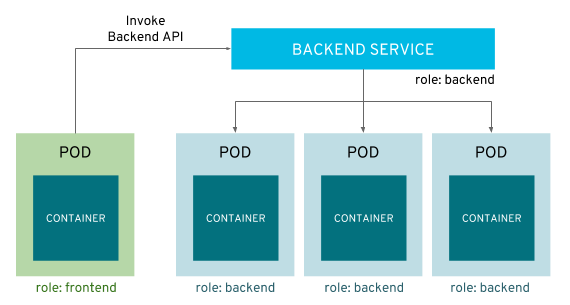 Invoke
Backend API
BACKEND SERVICE
role: backend
POD
POD
POD
POD
CONTAINER
CONTAINER
CONTAINER
CONTAINER
role: frontend
role: backend
role: backend
role: backend